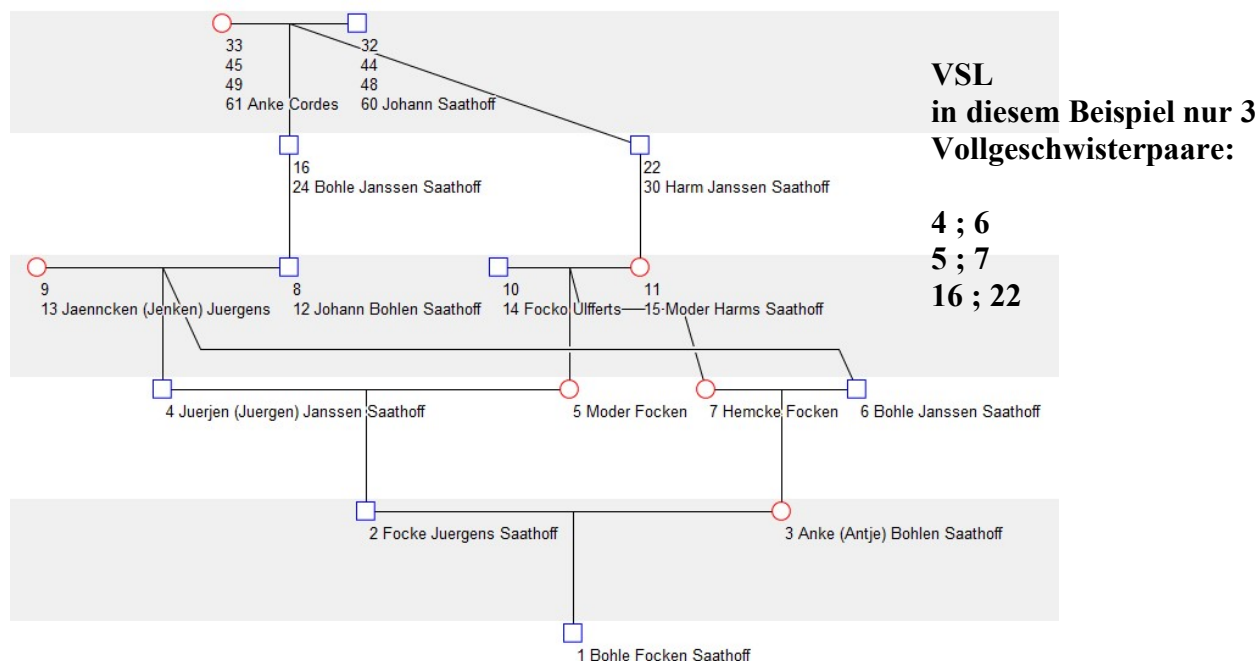 33
45
49
61 Anke Cordes
32
44
48
60 Johann Saathoff
VSL
in diesem Beispiel nur 3
Vollgeschwisterpaare:
4 ; 6
5 ; 7
16 ; 22
16
24 Bohle Janssen Saathoff
22
30 Harm Janssen Saathoff
9
13 Jaenncken (Jenken) Juergens
8
12 Johann Bohlen Saathoff
10
14 Focko Ulfferts
11
15 Moder Harms Saathoff
4 Juerjen (Juergen) Janssen Saathoff
5 Moder Focken
7 Hemcke Focken
6 Bohle Janssen Saathoff
2 Focke Juergens Saathoff
3 Anke (Antje) Bohlen Saathoff
1 Bohle Focken Saathoff